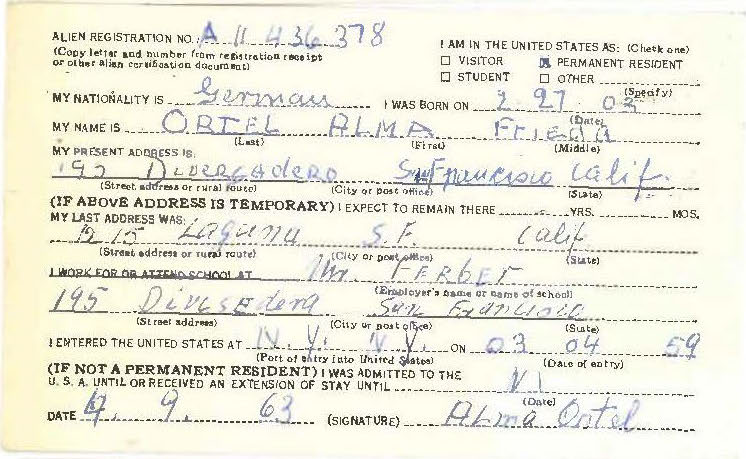 ALIEN REGISTRATION NO. A 11 436 378
(Copy letter and number from registration receipt
or other alien certification document)
I AM IN THE UNITED STATES AS: (Check one)
☐ VISITOR ☒ PERMANENT RESIDENT
☐ STUDENT ☐ OTHER
(Specify)
MY NATIONALITY IS German I WAS BORN ON 2 27 03
(Date)
MY NAME IS ORTEL ALMA Frieda
(Last) (First) (Middle)
MY PRESENT ADDRESS IS:
195 Divergadero San Francisco Calif.
(Street address or rural route) (City or post office) (State)
(IF ABOVE ADDRESS IS TEMPORARY) I EXPECT TO REMAIN THERE YRS. MOS.
MY LAST ADDRESS WAS:
1215 Laguna S.F. Calif
(Street address or rural route) (City or post office) (State)
I WORK FOR OR ATTEND SCHOOL AT FERBER
(Employer's name or name of school)
195 Divisedera San Francisco
(Street address) (City or post office) (State)
I ENTERED THE UNITED STATES AT N.Y. N.Y. ON 03 04 59
(Port of entry into United States) (Date of entry)
(IF NOT A PERMANENT RESIDENT) I WAS ADMITTED TO THE
U. S. A. UNTIL OR RECEIVED AN EXTENSION OF STAY UNTIL
(Date)
DATE 9. 63 (SIGNATURE) Alma Ortel